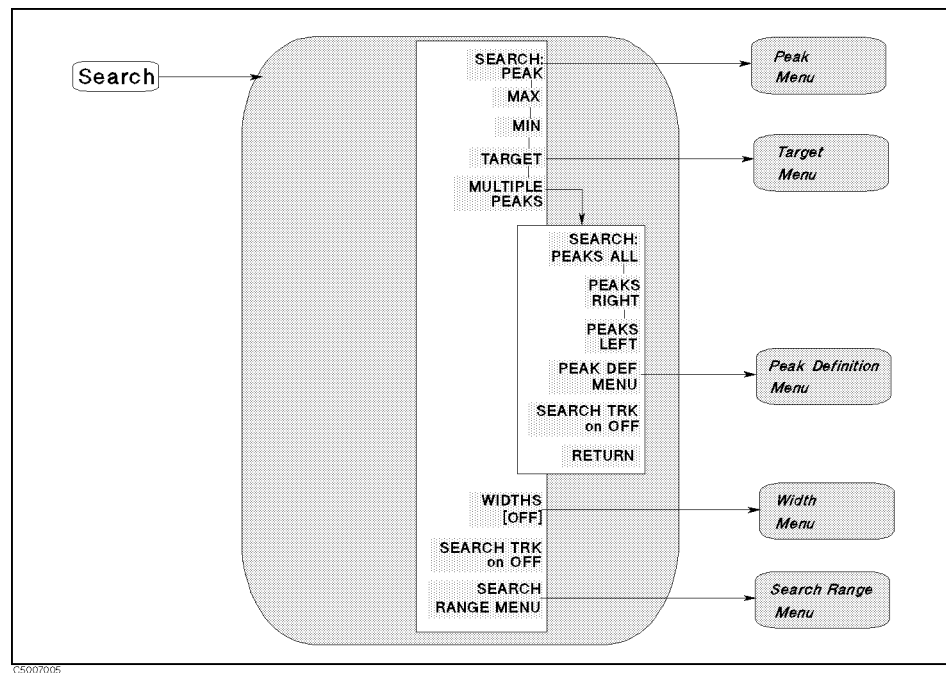 Search
SEARCH:
PEAK
MAX
MIN
TARGET
MULTIPLE
PEAKS
SEARCH:
PEAKS ALL
PEAKS
RIGHT
PEAKS
LEFT
PEAK DEF
MENU
SEARCH TRK
on OFF
RETURN
WIDTHS
[OFF]
SEARCH TRK
on OFF
SEARCH
RANGE MENU
Peak
Menu
Target
Menu
Peak Definition
Menu
Width
Menu
Search Range
Menu
C5007005